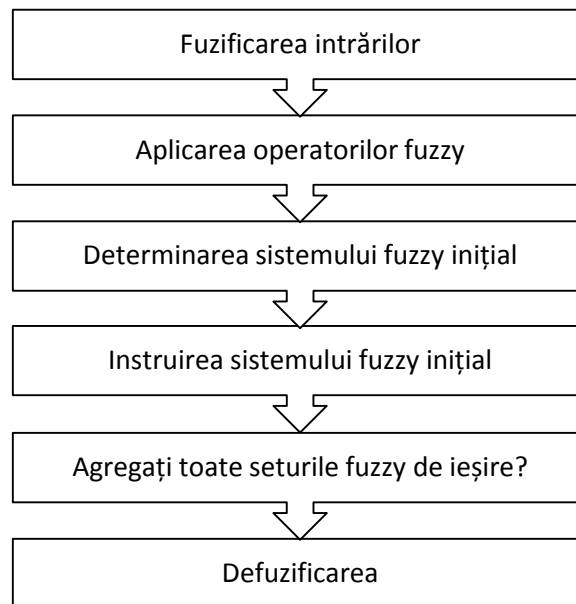 Fuzificarea intrărilor
Aplicarea operatorilor fuzzy
Determinarea sistemului fuzzy inițial
Instruirea sistemului fuzzy inițial
Agregați toate seturile fuzzy de ieșire?
Defuzificarea